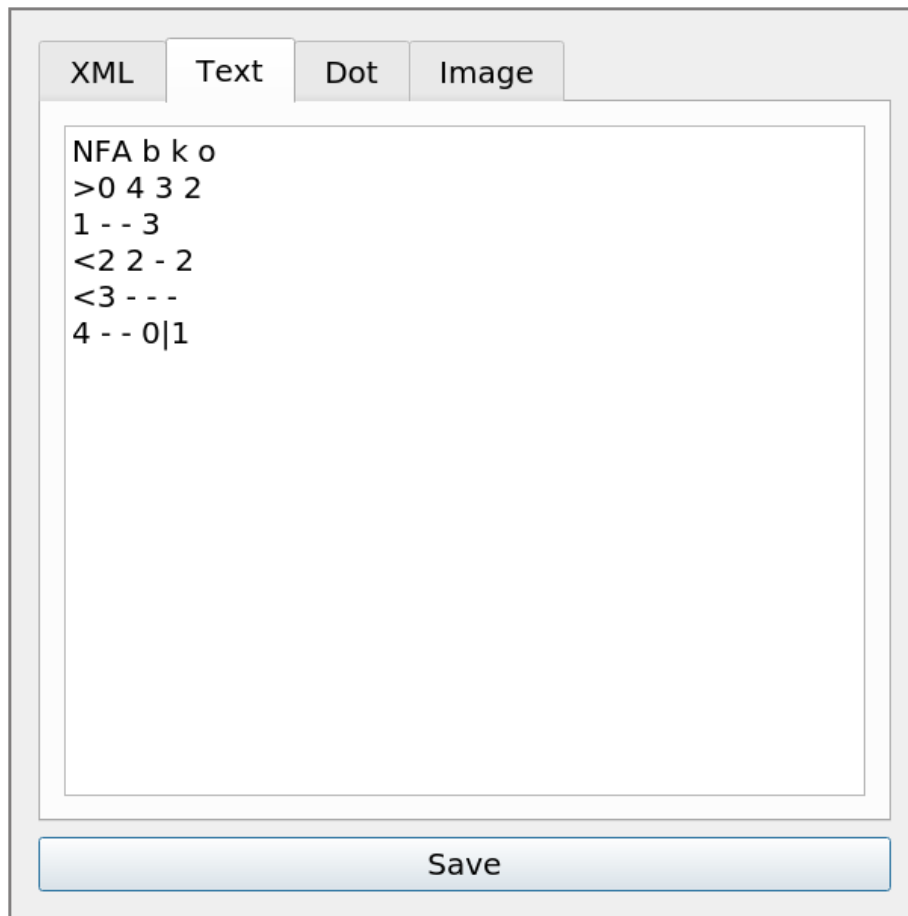 XML Text Dot Image
NFA b k o
>0 4 3 2
1 - - 3
<2 2 - 2
<3 - - -
4 - - 0|1
Save